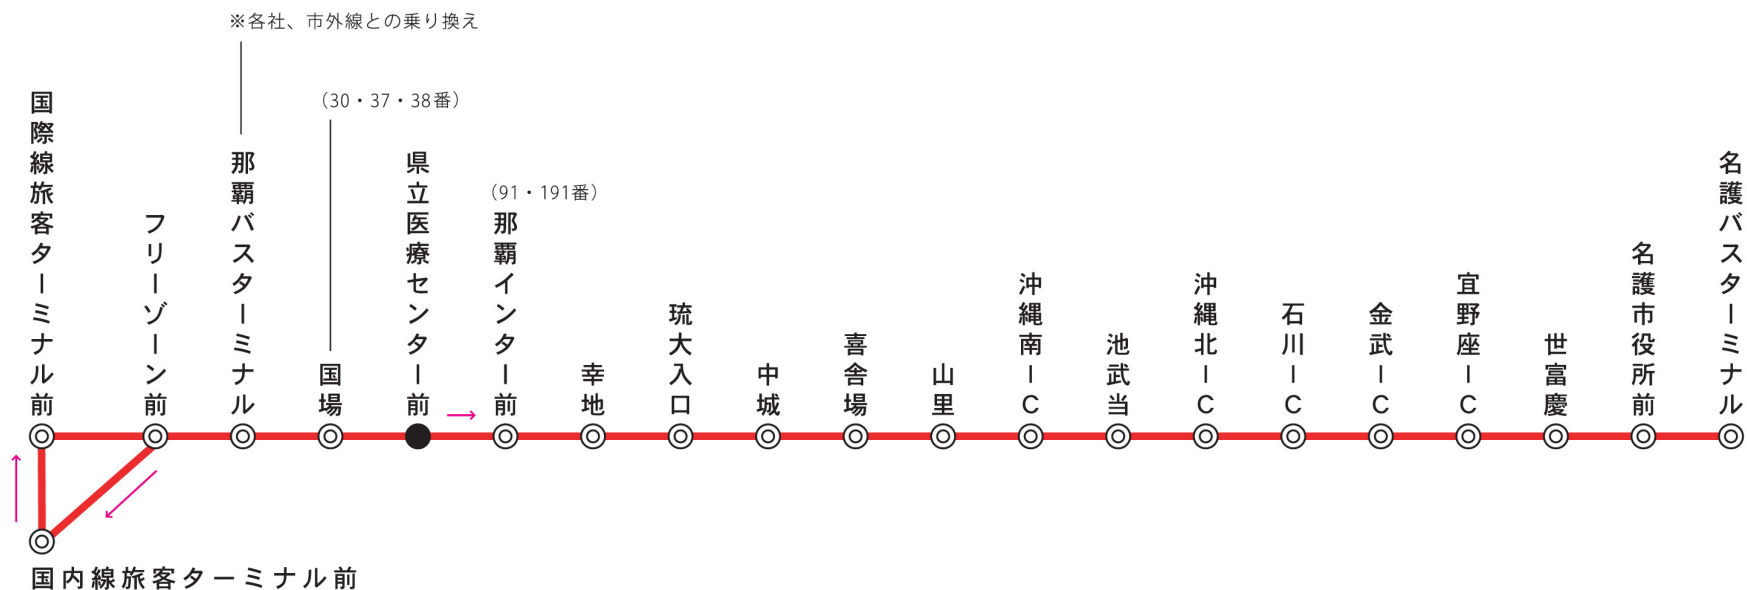 ※各社、市外線との乗り換え
（30・37・38番）
（91・191番）
国際線旅客ターミナル前
フリーゾーン前
那覇バスターミナル
国場
県立医療センター前
那覇インター前
幸地
琉大入口
中城
喜舎場
山里
沖縄南ＩＣ
池武当
沖縄北ＩＣ
石川ＩＣ
金武ＩＣ
宜野座ＩＣ
世冨慶
名護市役所前
名護バスターミナル
国内線旅客ターミナル前